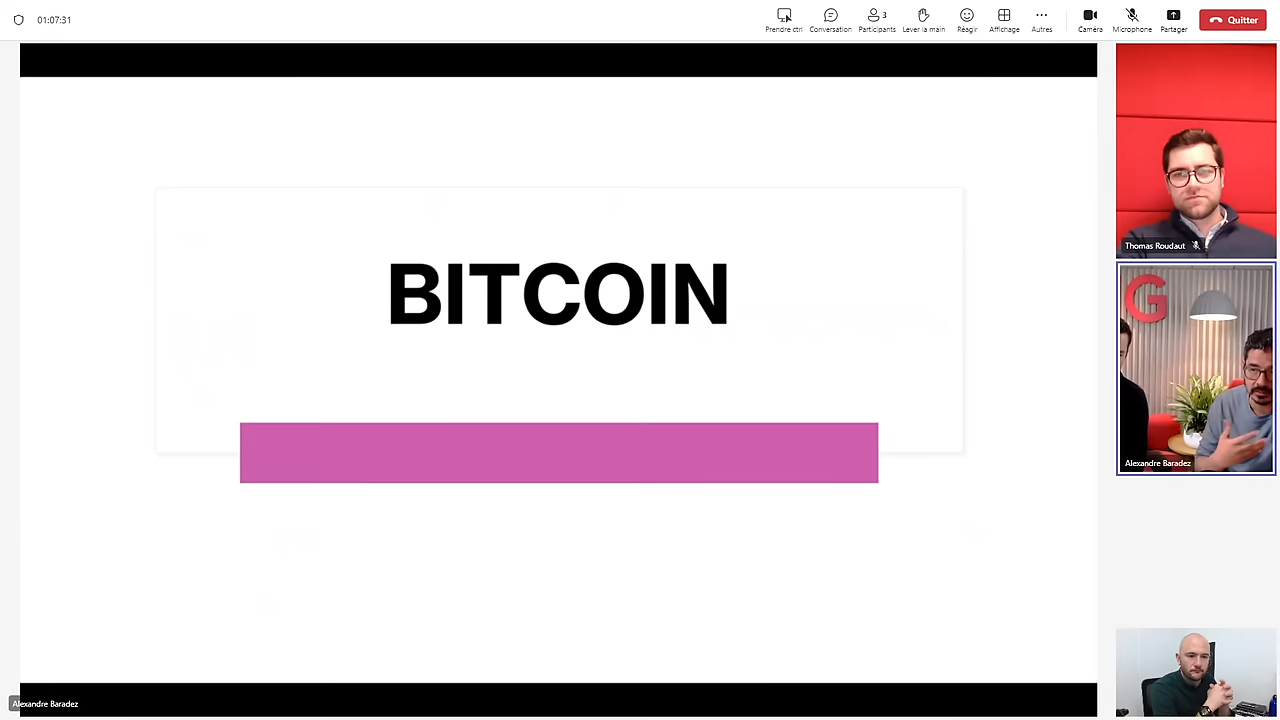 01:07:31
Prendre ctrl
Conversation
3
Participants
Lever la main
Réagir
Affichage
Autres
Caméra
Microphone
Partager
Quitter
BITCOIN
Thomas Roudaut
G
Alexandre Baradez
Alexandre Baradez